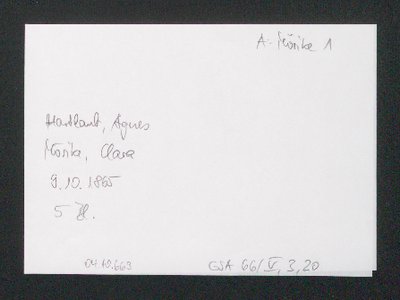 A: Mörike 1
Hartlaub, Agnes
Mörike, Clara
9.10.1865
5 Bl.
04.10.663
GSA 66/V, 3, 20